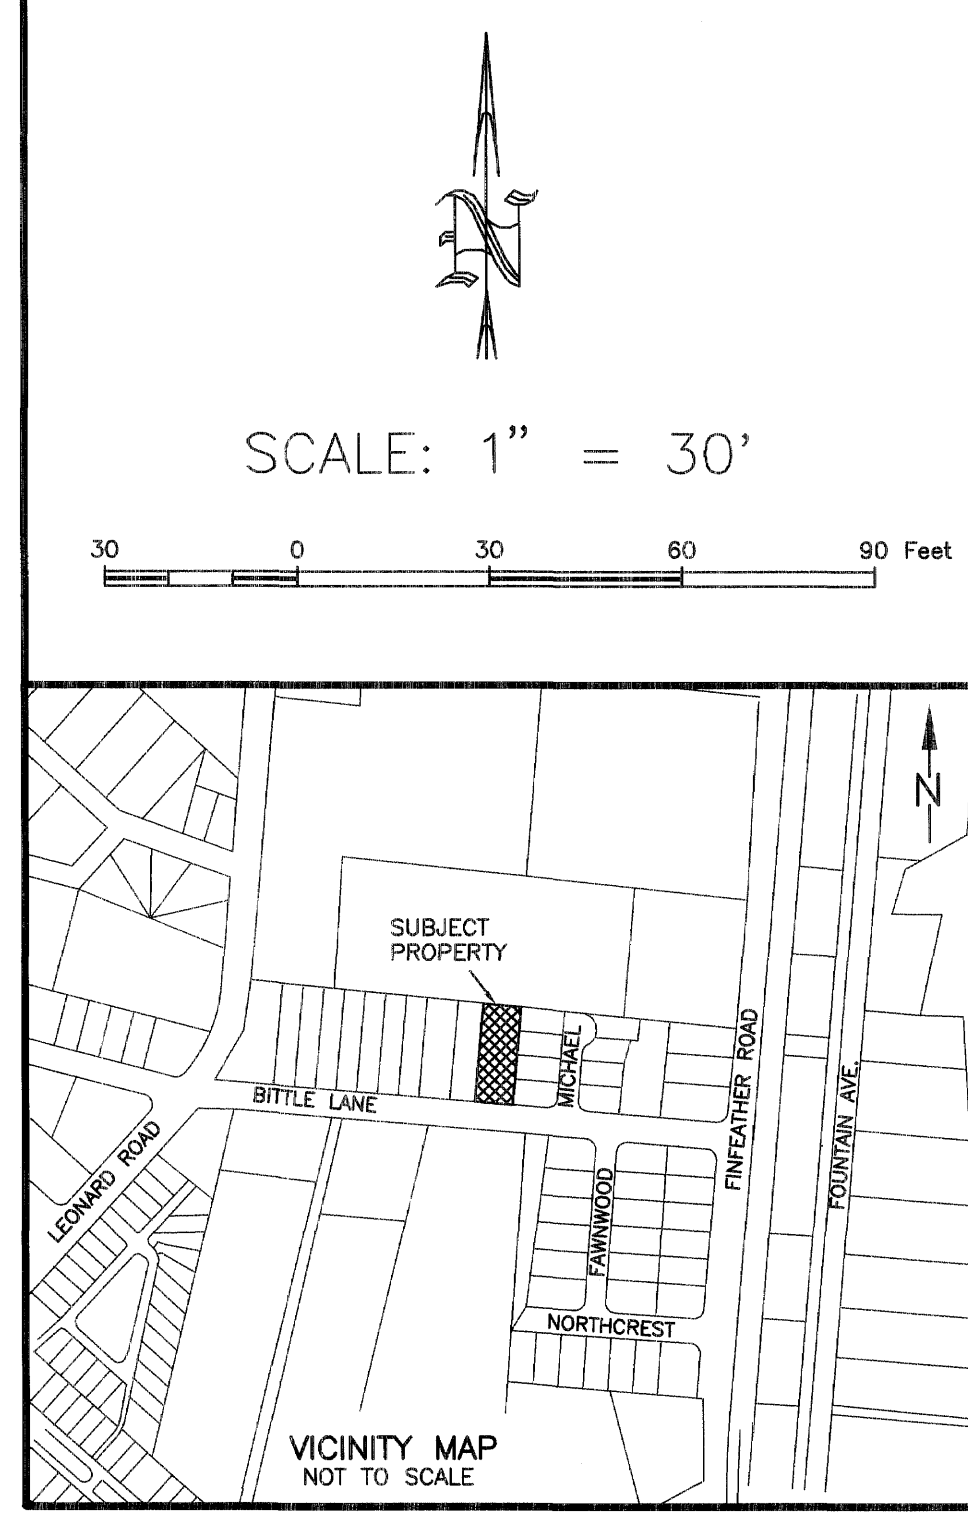 N
SCALE: 1" = 30'
30 0 30 60 90 Feet
N
SUBJECT
PROPERTY
MICHAEL
BITTLE LANE
FINFEATHER ROAD
FOUNTAIN AVE.
LEONARD ROAD
FAWNWOOD
NORTHCREST
VICINITY MAP
NOT TO SCALE